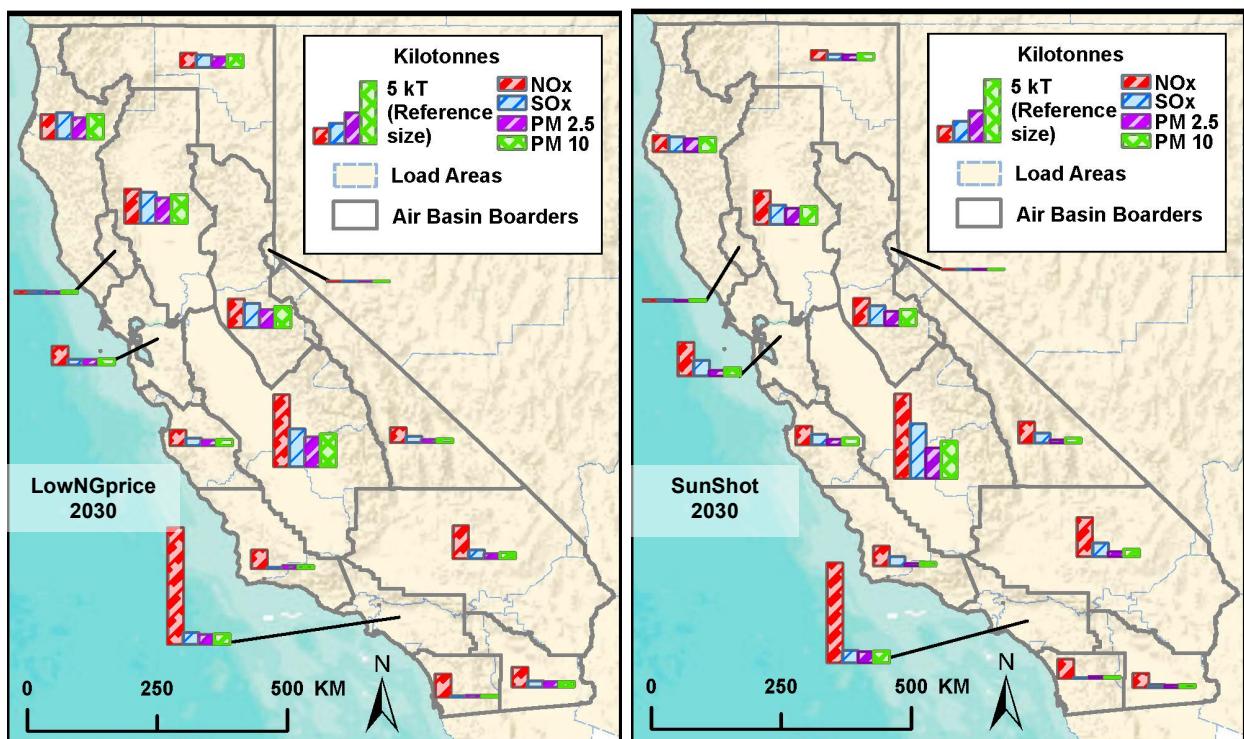 Kilotonnes
5 kT
(Reference
size)
NOx
SOx
PM 2.5
PM 10
Load Areas
Air Basin Boarders
LowNGprice
2030
N
0 250 500 KM
Kilotonnes
5 kT
(Reference
size)
NOx
SOx
PM 2.5
PM 10
Load Areas
Air Basin Boarders
SunShot
2030
N
0 250 500 KM